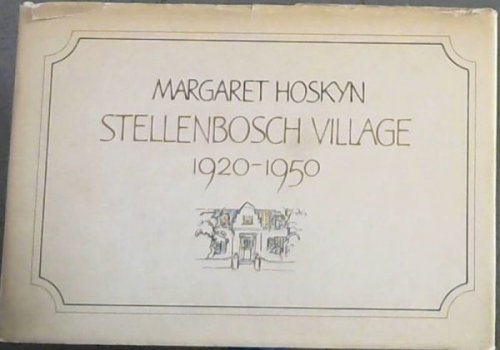 MARGARET HOSKYN
STELLENBOSCH VILLAGE
1920-1950